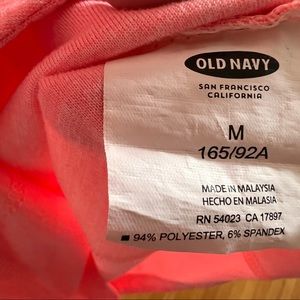 OLD NAVY
SAN FRANCISCO
CALIFORNIA
M
165/92A
MADE IN MALAYSIA
HECHO EN MALASIA
RN 54023 CA 17897
94% POLYESTER, 6% SPANDEX